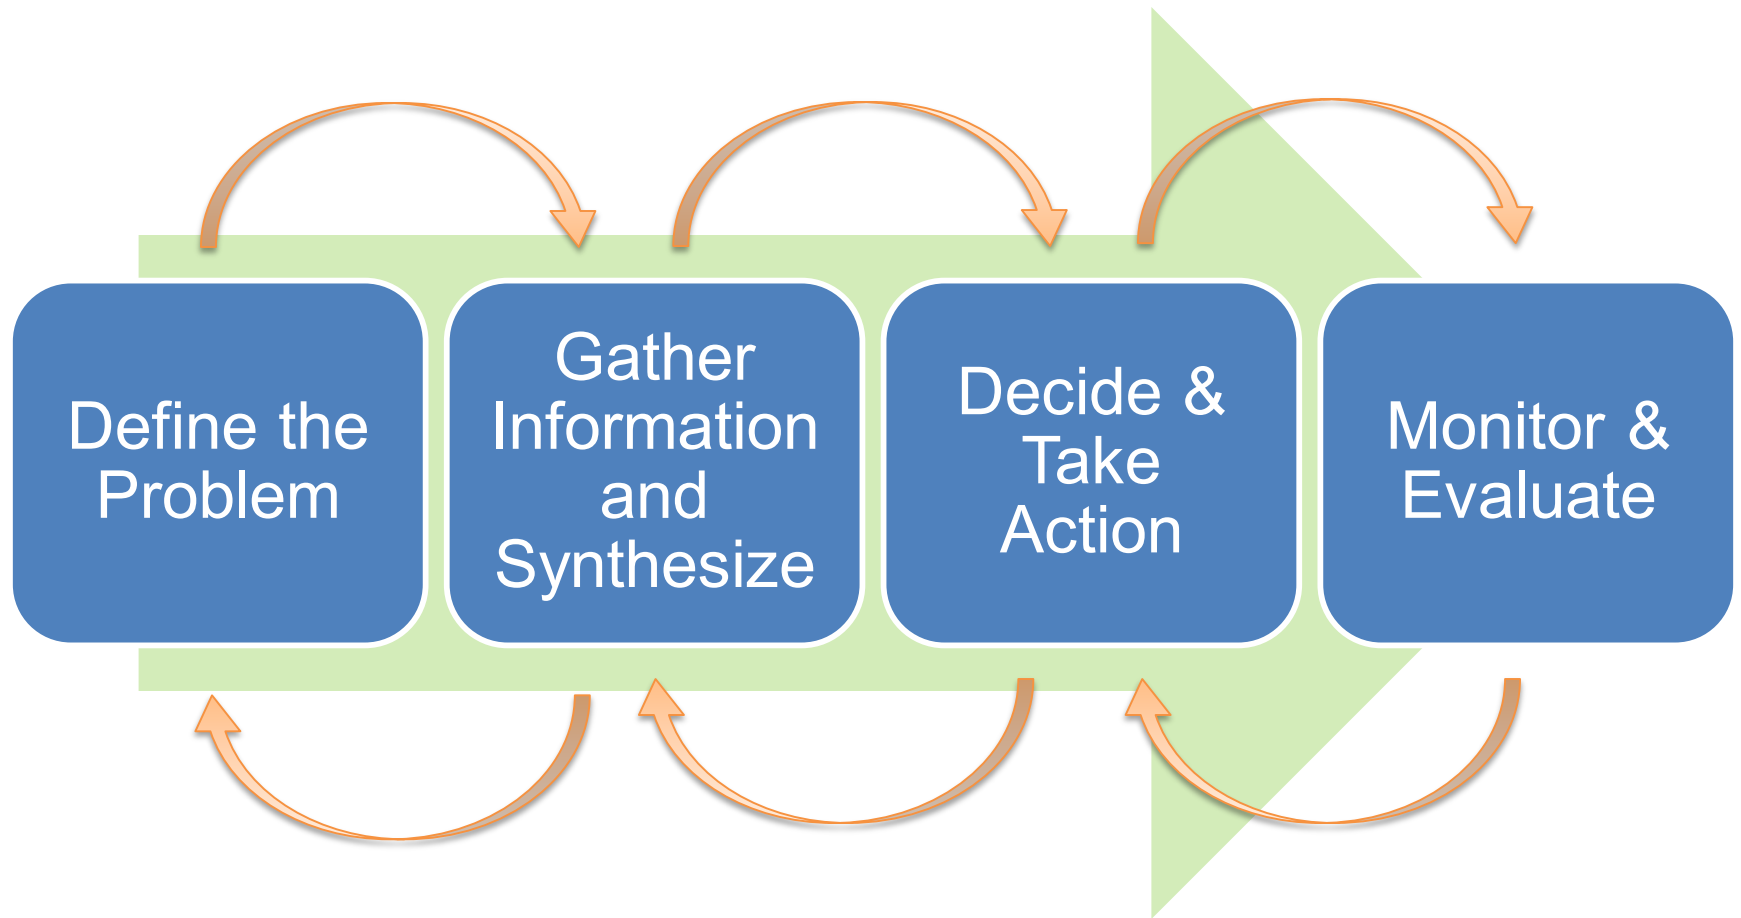 Define the
Problem
Gather
Information
and
Synthesize
Decide &
Take
Action
Monitor &
Evaluate